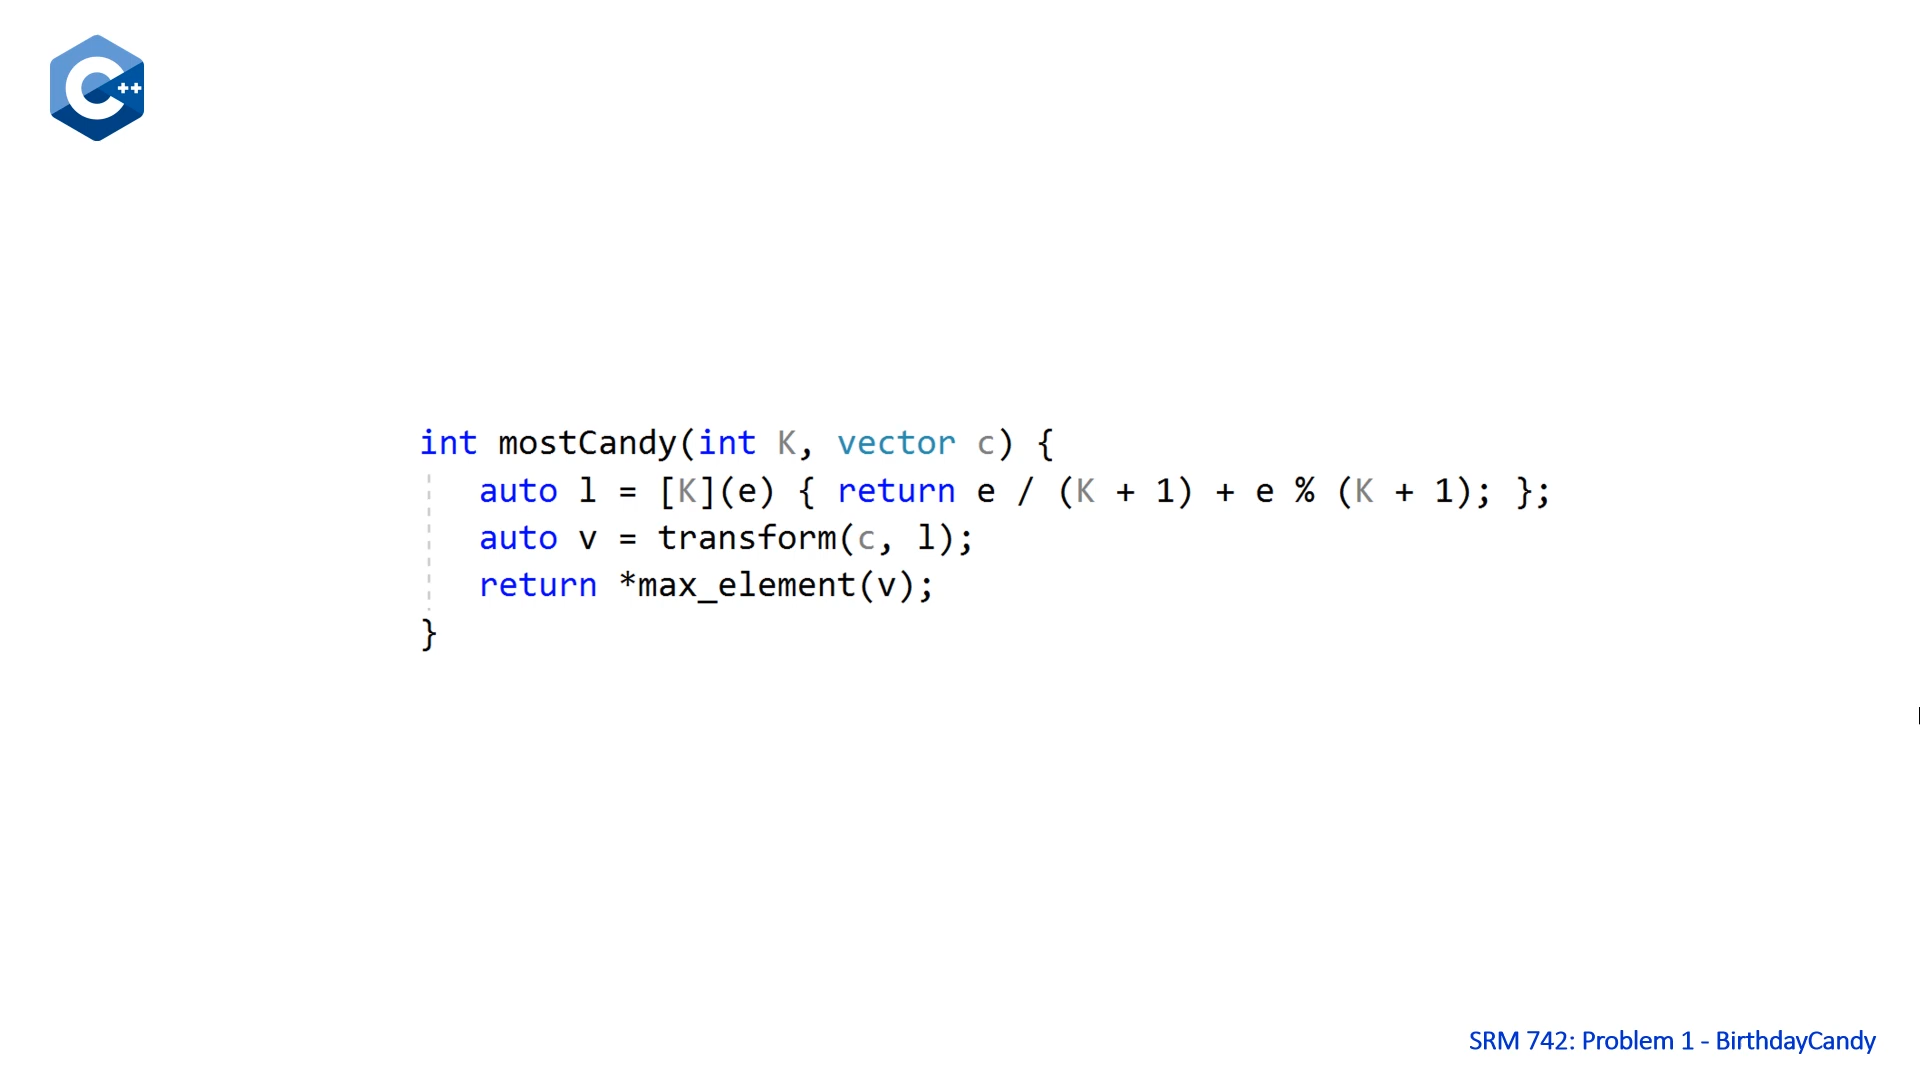 C++
int mostCandy(int K, vector c) {
auto l = [K](e) { return e / (K + 1) + e % (K + 1); };
auto v = transform(c, l);
return *max_element(v);
}
SRM 742: Problem 1 - BirthdayCandy